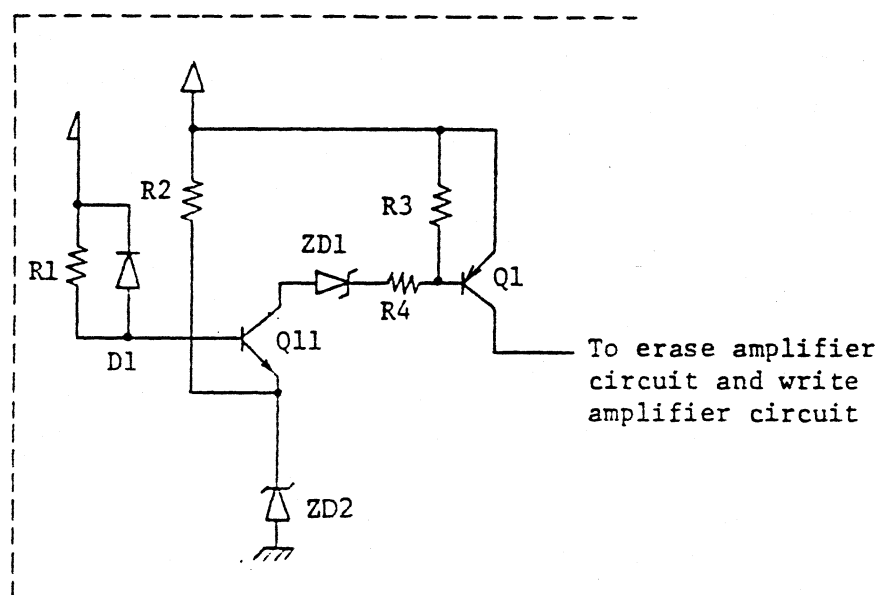 R2
R3
ZD1
R1
Q1
R4
Q11
D1
To erase amplifier
circuit and write
amplifier circuit
ZD2